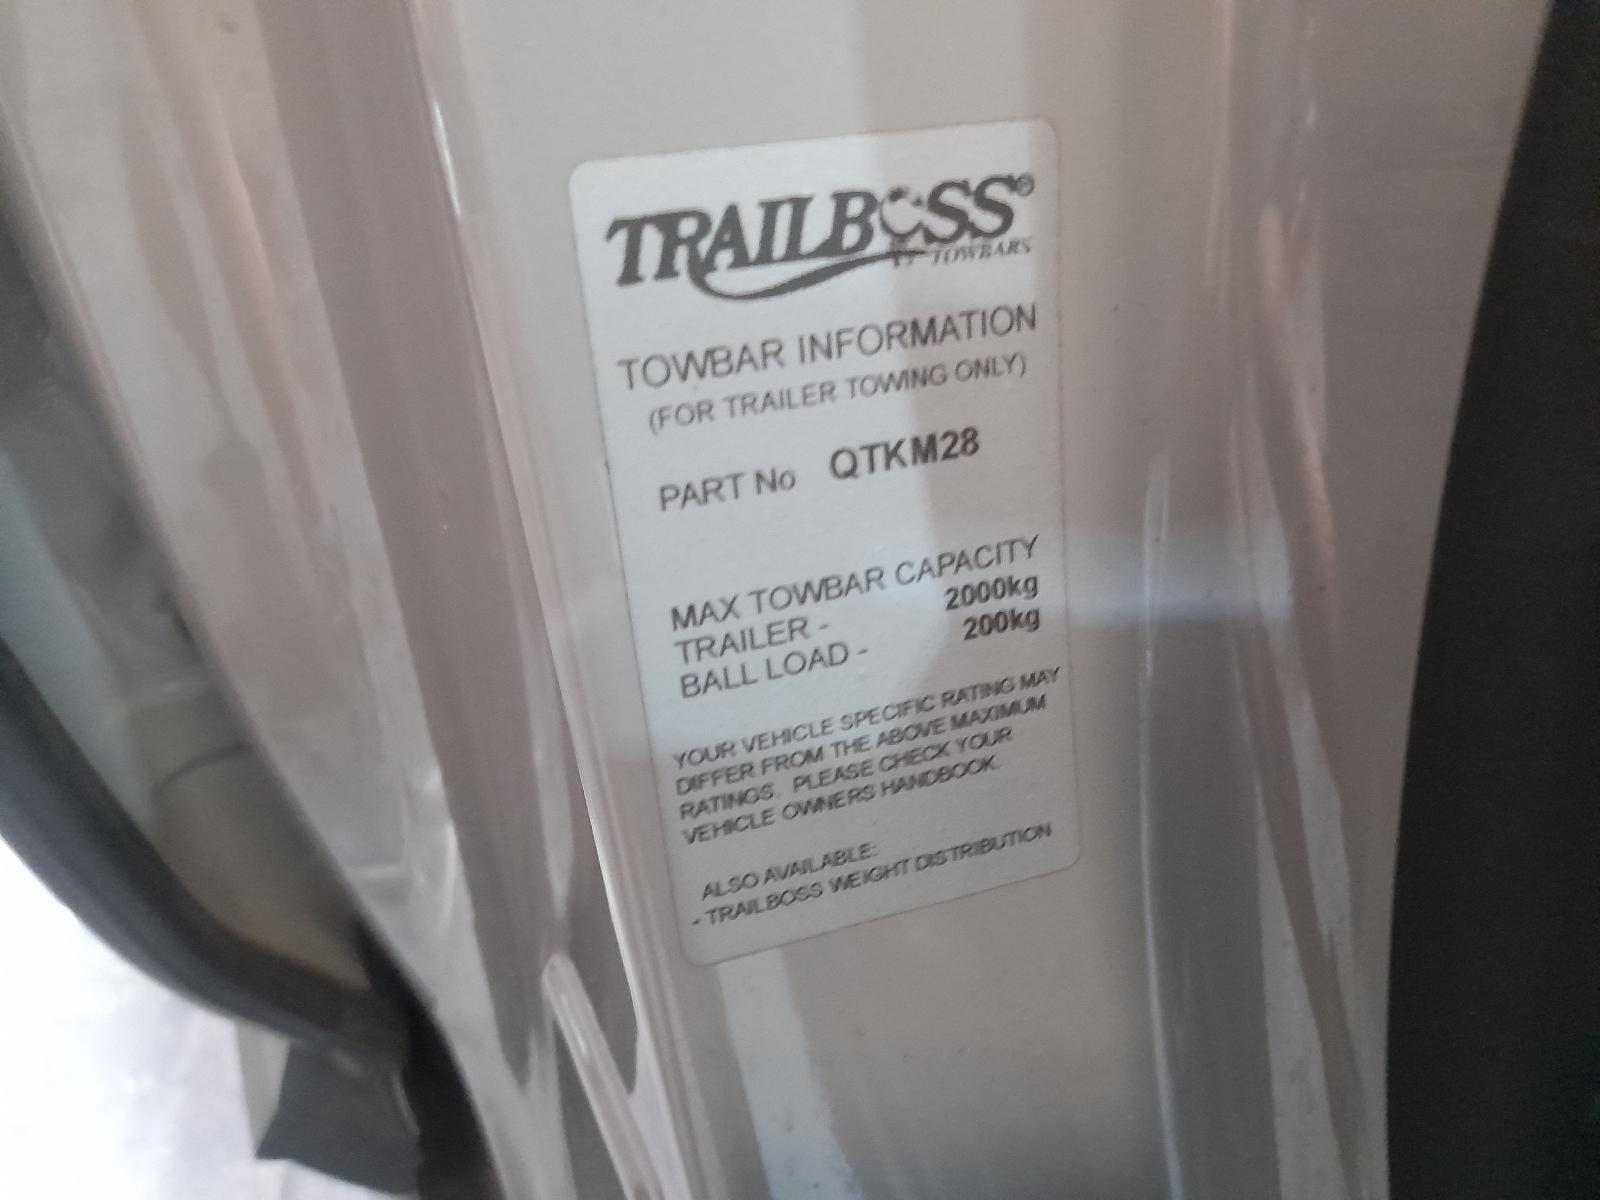 TRAILBOSS®
TOWBARS
TOWBAR INFORMATION
(FOR TRAILER TOWING ONLY)
PART No QTKM28
MAX TOWBAR CAPACITY
TRAILER - 2000kg
BALL LOAD - 200kg
YOUR VEHICLE SPECIFIC RATING MAY
DIFFER FROM THE ABOVE MAXIMUM
RATINGS. PLEASE CHECK YOUR
VEHICLE OWNERS HANDBOOK.
ALSO AVAILABLE:
- TRAILBOSS WEIGHT DISTRIBUTION